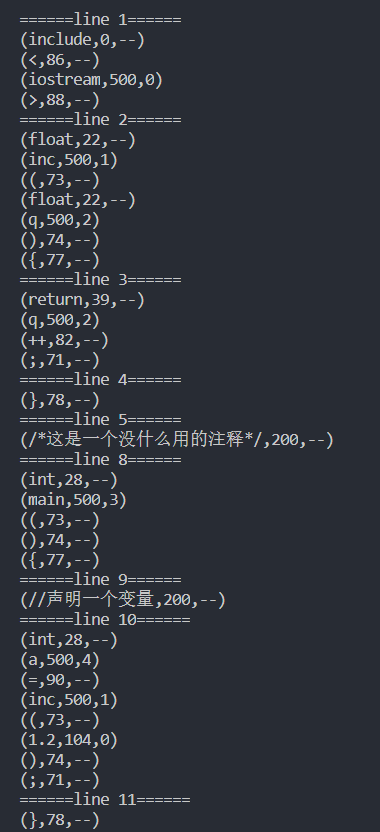 ======line 1======
(include,0,--)
(<,86,--)
(iostream,500,0)
(>,88,--)
======line 2======
(float,22,--)
(inc,500,1)
((,73,--)
(float,22,--)
(q,500,2)
(),74,--)
({,77,--)
======line 3======
(return,39,--)
(q,500,2)
(++,82,--)
(;,71,--)
======line 4======
(},78,--)
======line 5======
(/*这是一个没什么用的注释*/,200,--)
======line 8======
(int,28,--)
(main,500,3)
((,73,--)
(),74,--)
({,77,--)
======line 9======
(//声明一个变量,200,--)
======line 10======
(int,28,--)
(a,500,4)
(=,90,--)
(inc,500,1)
((,73,--)
(1.2,104,0)
(),74,--)
(;,71,--)
======line 11======
(},78,--)